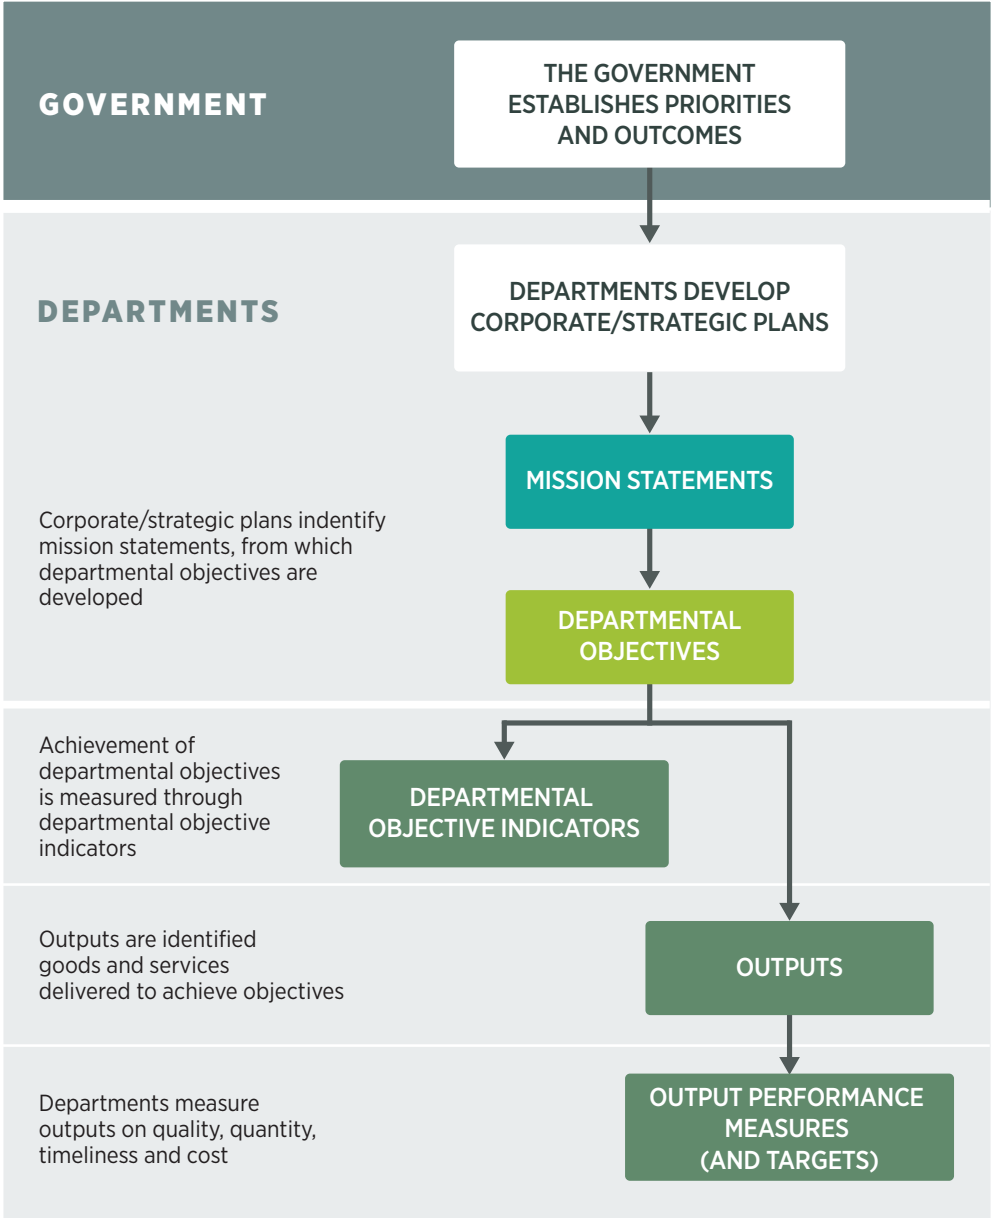 GOVERNMENT
THE GOVERNMENT
ESTABLISHES PRIORITIES
AND OUTCOMES
DEPARTMENTS
DEPARTMENTS DEVELOP
CORPORATE/STRATEGIC PLANS
MISSION STATEMENTS
Corporate/strategic plans indentify
mission statements, from which
departmental objectives are
developed
DEPARTMENTAL
OBJECTIVES
Achievement of
departmental objectives
is measured through
departmental objective
indicators
DEPARTMENTAL
OBJECTIVE INDICATORS
Outputs are identified
goods and services
delivered to achieve objectives
OUTPUTS
Departments measure
outputs on quality, quantity,
timeliness and cost
OUTPUT PERFORMANCE
MEASURES
(AND TARGETS)